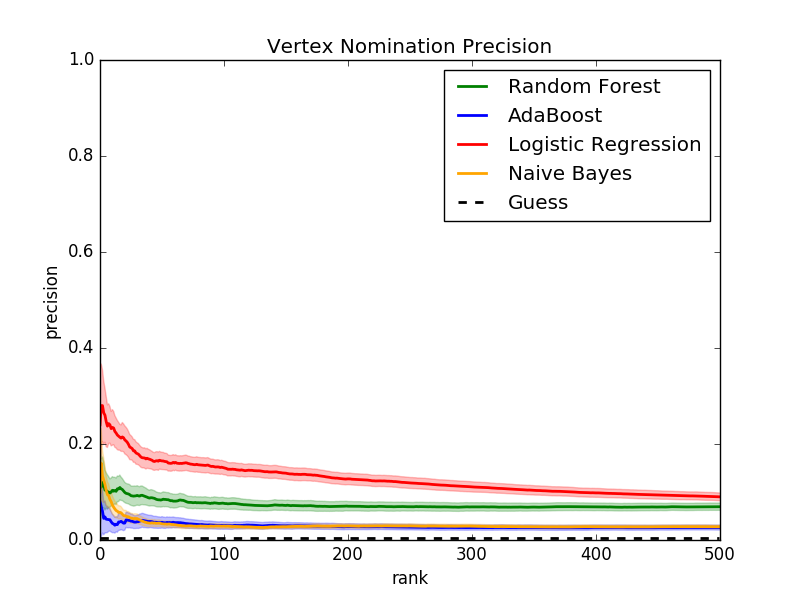 Vertex Nomination Precision
1.0
0.8
0.6
0.4
0.2
0.0
precision
Random Forest
AdaBoost
Logistic Regression
Naive Bayes
Guess
0 100 200 300 400 500
rank